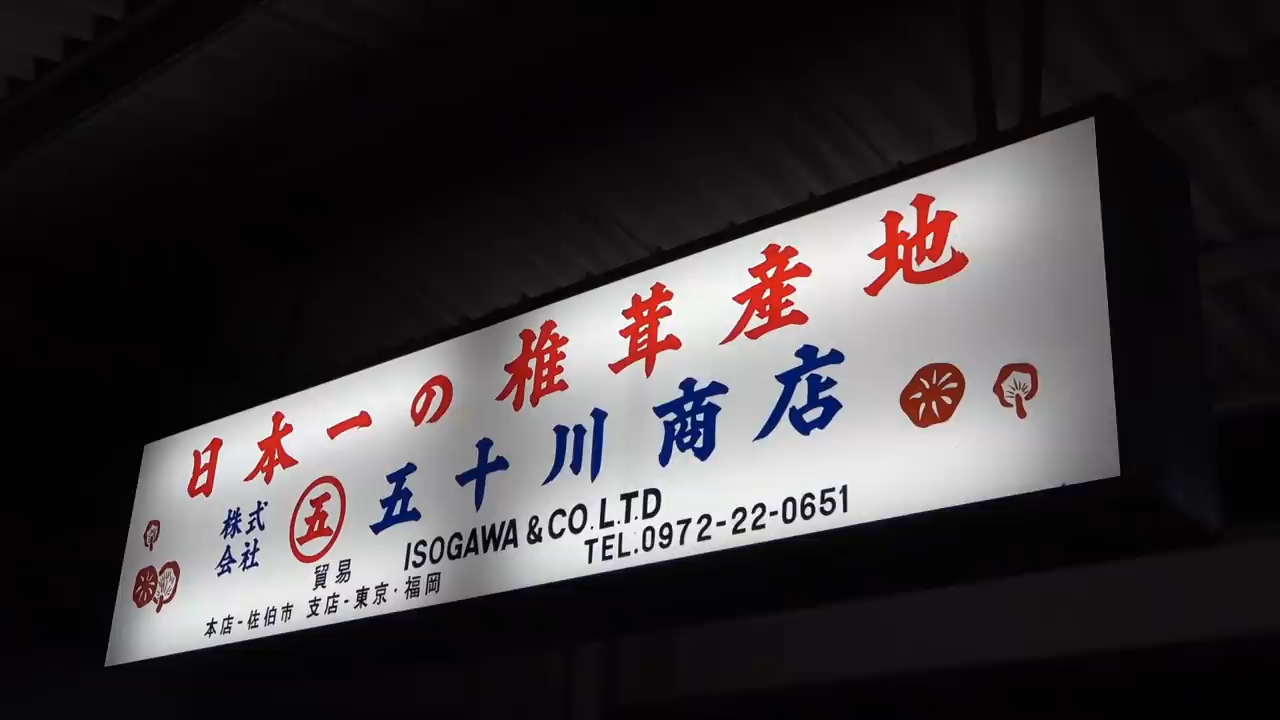 日本一の椎茸産地
株式会社 五 五十川商店
ISOGAWA & CO. L.T.D
貿易
TEL.0972-22-0651
本店-佐伯市 支店-東京·福岡